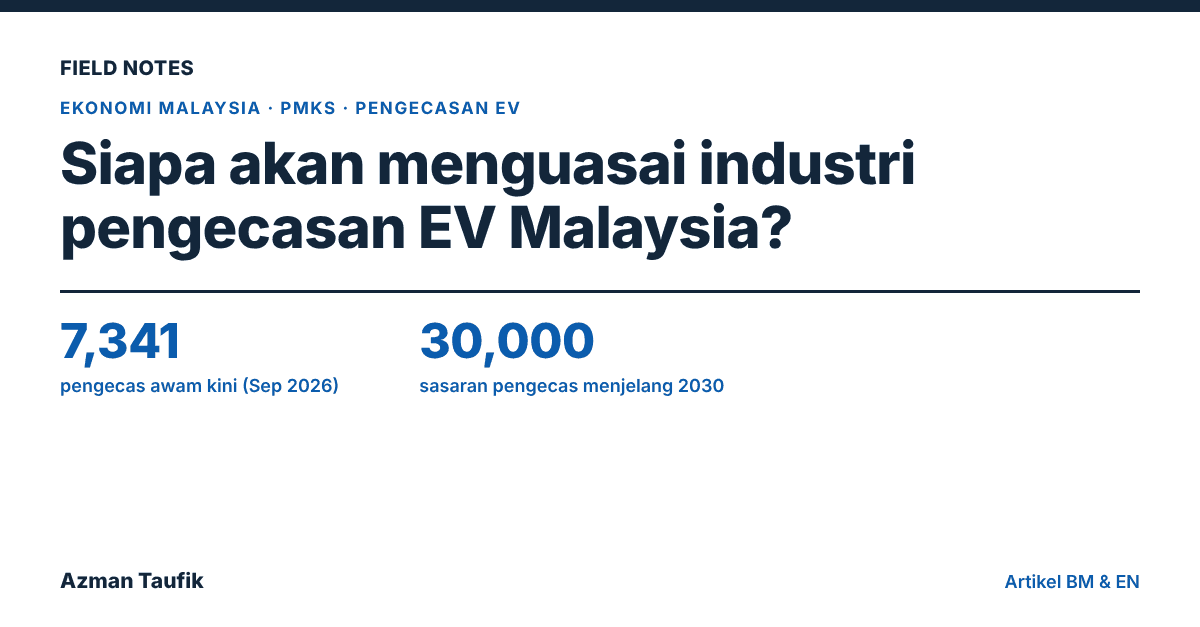 FIELD NOTES
EKONOMI MALAYSIA · PMKS · PENGECASAN EV
Siapa akan menguasai industri
pengecasan EV Malaysia?
7,341
pengecas awam kini (Sep 2026)
30,000
sasaran pengecas menjelang 2030
Azman Taufik
Artikel BM & EN